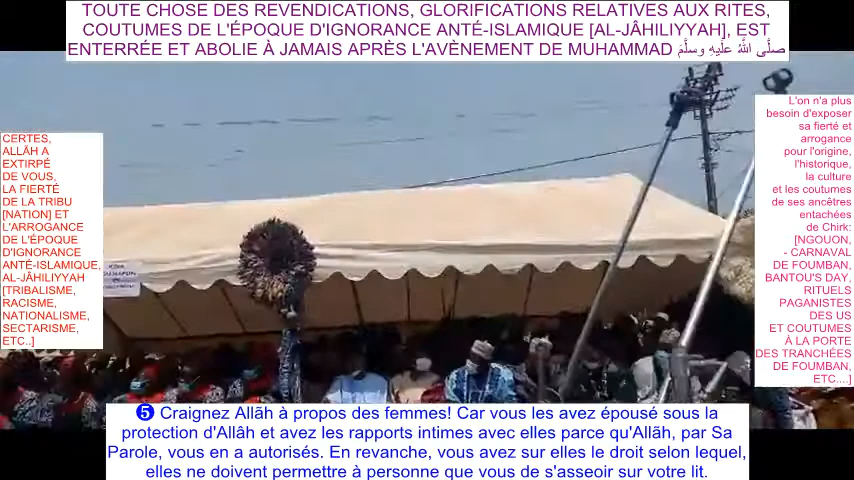 TOUTE CHOSE DES REVENDICATIONS, GLORIFICATIONS RELATIVES AUX RITES,
COUTUMES DE L'ÉPOQUE D'IGNORANCE ANTÉ-ISLAMIQUE [AL-JÂHILIYYAH], EST
ENTERRÉE ET ABOLIE À JAMAIS APRÈS L'AVÈNEMENT DE MUHAMMAD صلَّى اللَّهُ علَيهِ وسلَّمَ
CERTES,
ALLÂH A
EXTIRPÉ
DE VOUS,
LA FIERTÉ
DE LA TRIBU
[NATION] ET
L'ARROGANCE
DE L'ÉPOQUE
D'IGNORANCE
ANTÉ-ISLAMIQUE,
AL-JÂHILIYYAH
[TRIBALISME,
RACISME,
NATIONALISME,
SECTARISME,
ETC..]
L'on n'a plus
besoin d'exposer
sa fierté et
arrogance
pour l'origine,
l'historique,
la culture
et les coutumes
de ses ancêtres
entachées
de Chirk:
[NGOUON,
- CARNAVAL
DE FOUMBAN,
BANTOU'S DAY,
RITUELS
PAGANISTES
DES US
ET COUTUMES
À LA PORTE
DES TRANCHÉES
DE FOUMBAN,
ETC....]
❺ Craignez Allãh à propos des femmes! Car vous les avez épousé sous la
protection d'Allâh et avez les rapports intimes avec elles parce qu'Allãh, par Sa
Parole, vous en a autorisés. En revanche, vous avez sur elles le droit selon lequel,
elles ne doivent permettre à personne que vous de s'asseoir sur votre lit.